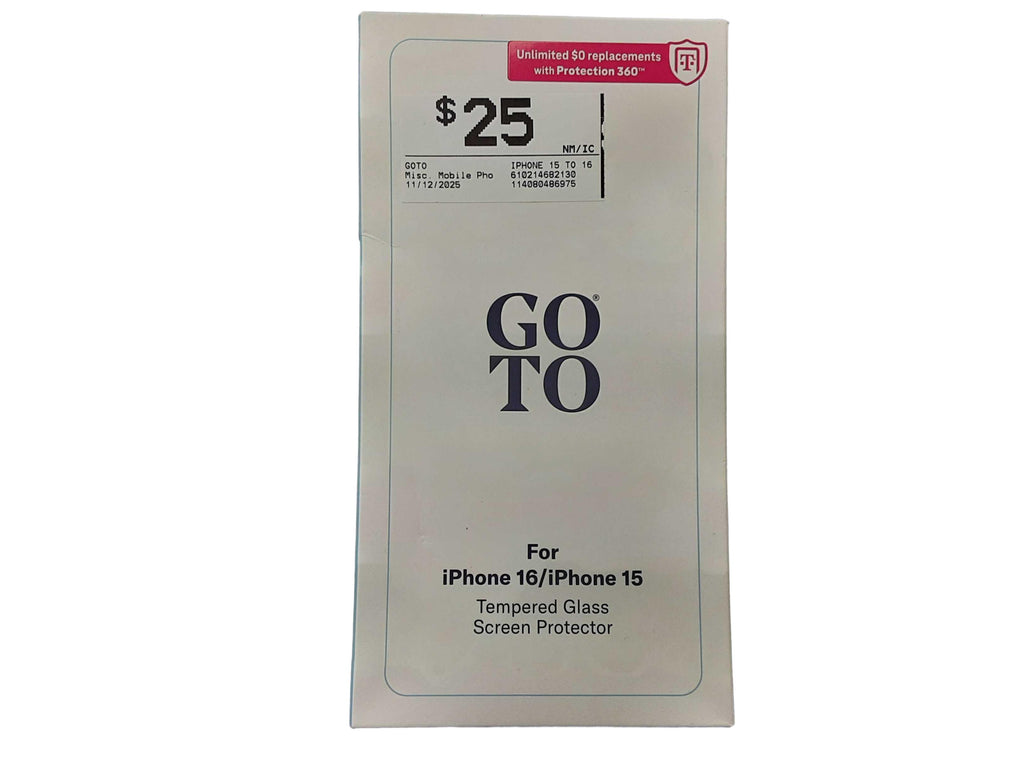 Unlimited $0 replacements
with Protection 360™
T
$25
NM/IC
GOTO IPHONE 15 TO 16
Misc. Mobile Pho 610214682130
11/12/2025 114080486975
GO®
TO
For
iPhone 16/iPhone 15
Tempered Glass
Screen Protector